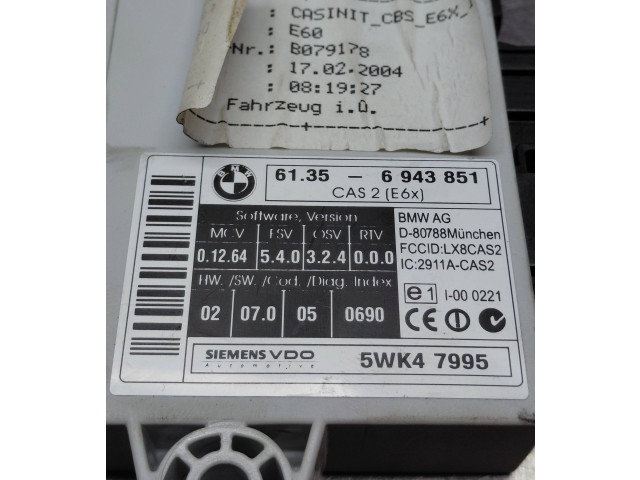 : CASINIT_CBS_E6X_
: E60
Nr.: B079178
: 17.02.2004
: 08:19:27
Fahrzeug i.O.
BMW
61.35 - 6 943 851
CAS 2 (E6x)
Software, Version
MCV FSV OSV RTV
0.12.64 5.4.0 3.2.4 0.0.0
HW. /SW. /Cod. /Diag. Index
02 07.0 05 0690
BMW AG
D-80788München
FCCID:LX8CAS2
IC:2911A-CAS2
e1 I-00 0221
CE N
SIEMENS VDO
Automotive
5WK4 7995